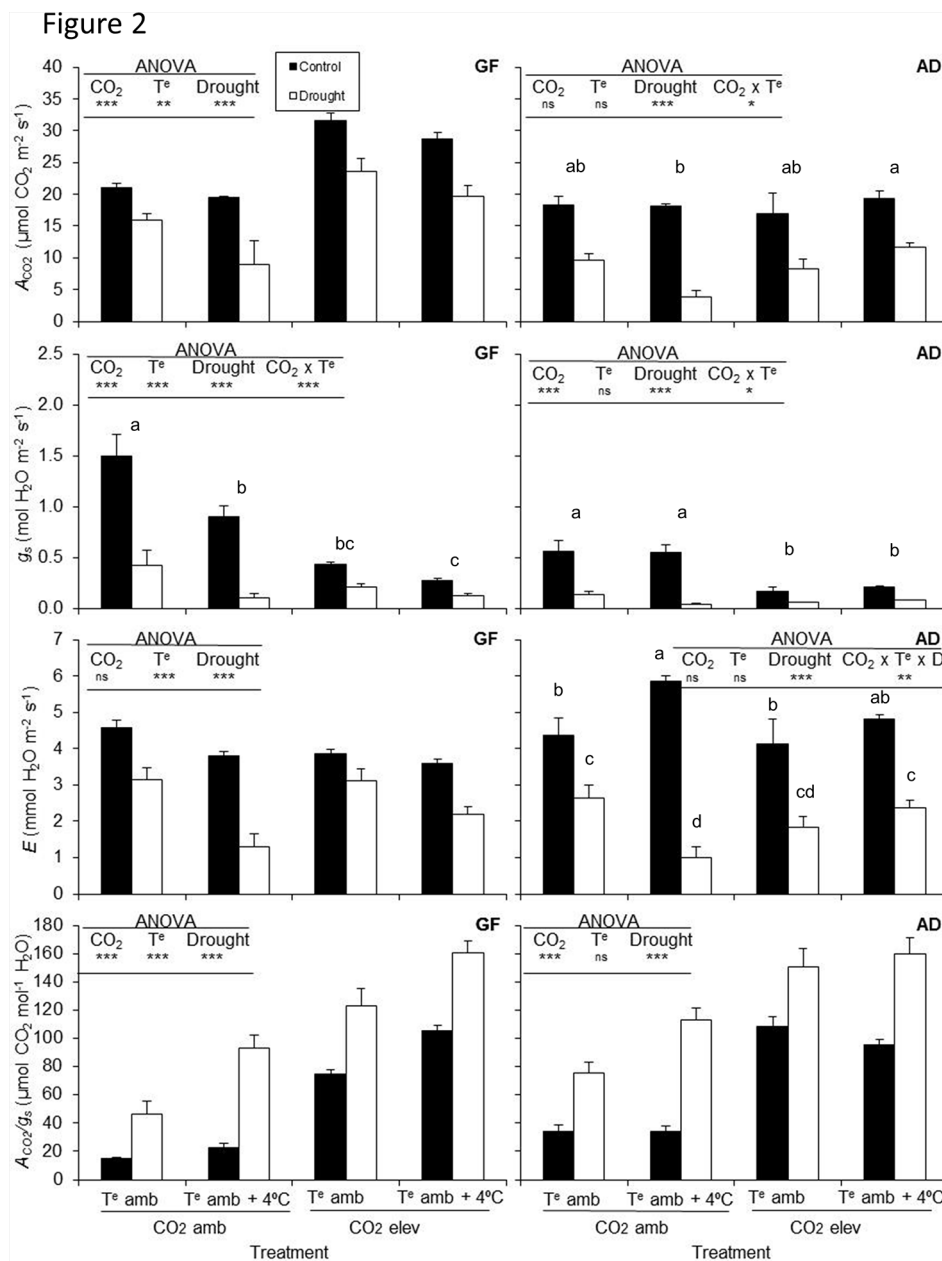 Figure 2
ANOVA
CO2 Te Drought
*** ** ***
Control
Drought
GF
ACO2 (µmol CO2 m-2 s-1)
40
35
30
25
20
15
10
5
0
ANOVA
CO2 Te Drought CO2 x Te
ns ns *** *
AD
ab b ab a
ANOVA
CO2 Te Drought CO2 x Te
*** *** *** ***
GF
gs (mol H2O m-2 s-1)
2.5
2.0
1.5
1.0
0.5
0.0
a b bc c
ANOVA
CO2 Te Drought CO2 x Te
*** ns *** *
AD
a a b b
ANOVA
CO2 Te Drought
ns *** ***
GF
E (mmol H2O m-2 s-1)
7
6
5
4
3
2
1
0
ANOVA
CO2 Te Drought CO2 x Te x D
ns ns *** **
AD
b c a d b cd ab c
ANOVA
CO2 Te Drought
*** *** ***
GF
ACO2/gs (µmol CO2 mol-1 H2O)
160
140
120
100
80
60
40
20
0
ANOVA
CO2 Te Drought
*** ns ***
AD
Te amb Te amb + 4ºC Te amb Te amb + 4ºC
CO2 amb CO2 elev
Treatment
Te amb Te amb + 4ºC Te amb Te amb + 4ºC
CO2 amb CO2 elev
Treatment